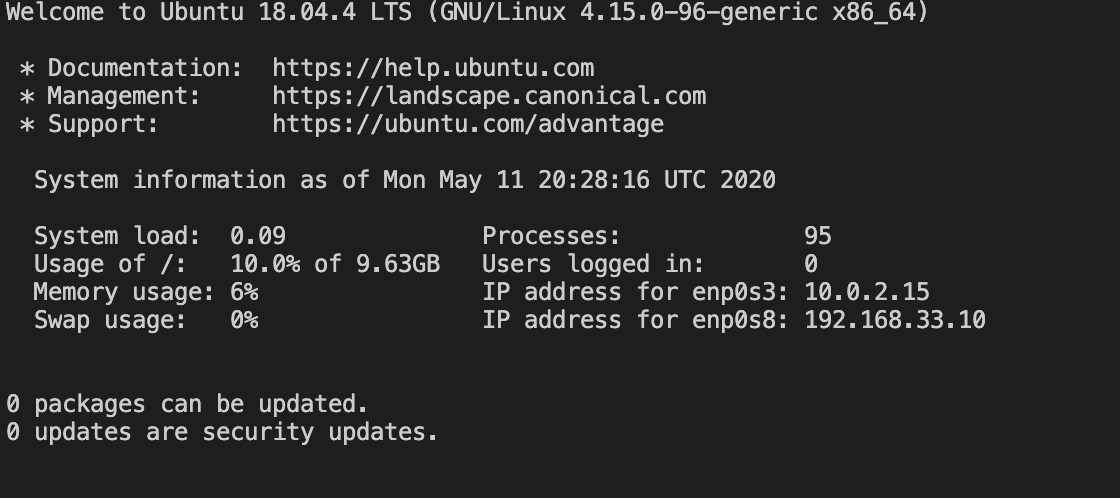 Welcome to Ubuntu 18.04.4 LTS (GNU/Linux 4.15.0-96-generic x86_64)

 * Documentation:  https://help.ubuntu.com
 * Management:     https://landscape.canonical.com
 * Support:        https://ubuntu.com/advantage

  System information as of Mon May 11 20:28:16 UTC 2020

  System load:  0.09              Processes:             95
  Usage of /:   10.0% of 9.63GB   Users logged in:       0
  Memory usage: 6%                IP address for enp0s3: 10.0.2.15
  Swap usage:   0%                IP address for enp0s8: 192.168.33.10


0 packages can be updated.
0 updates are security updates.